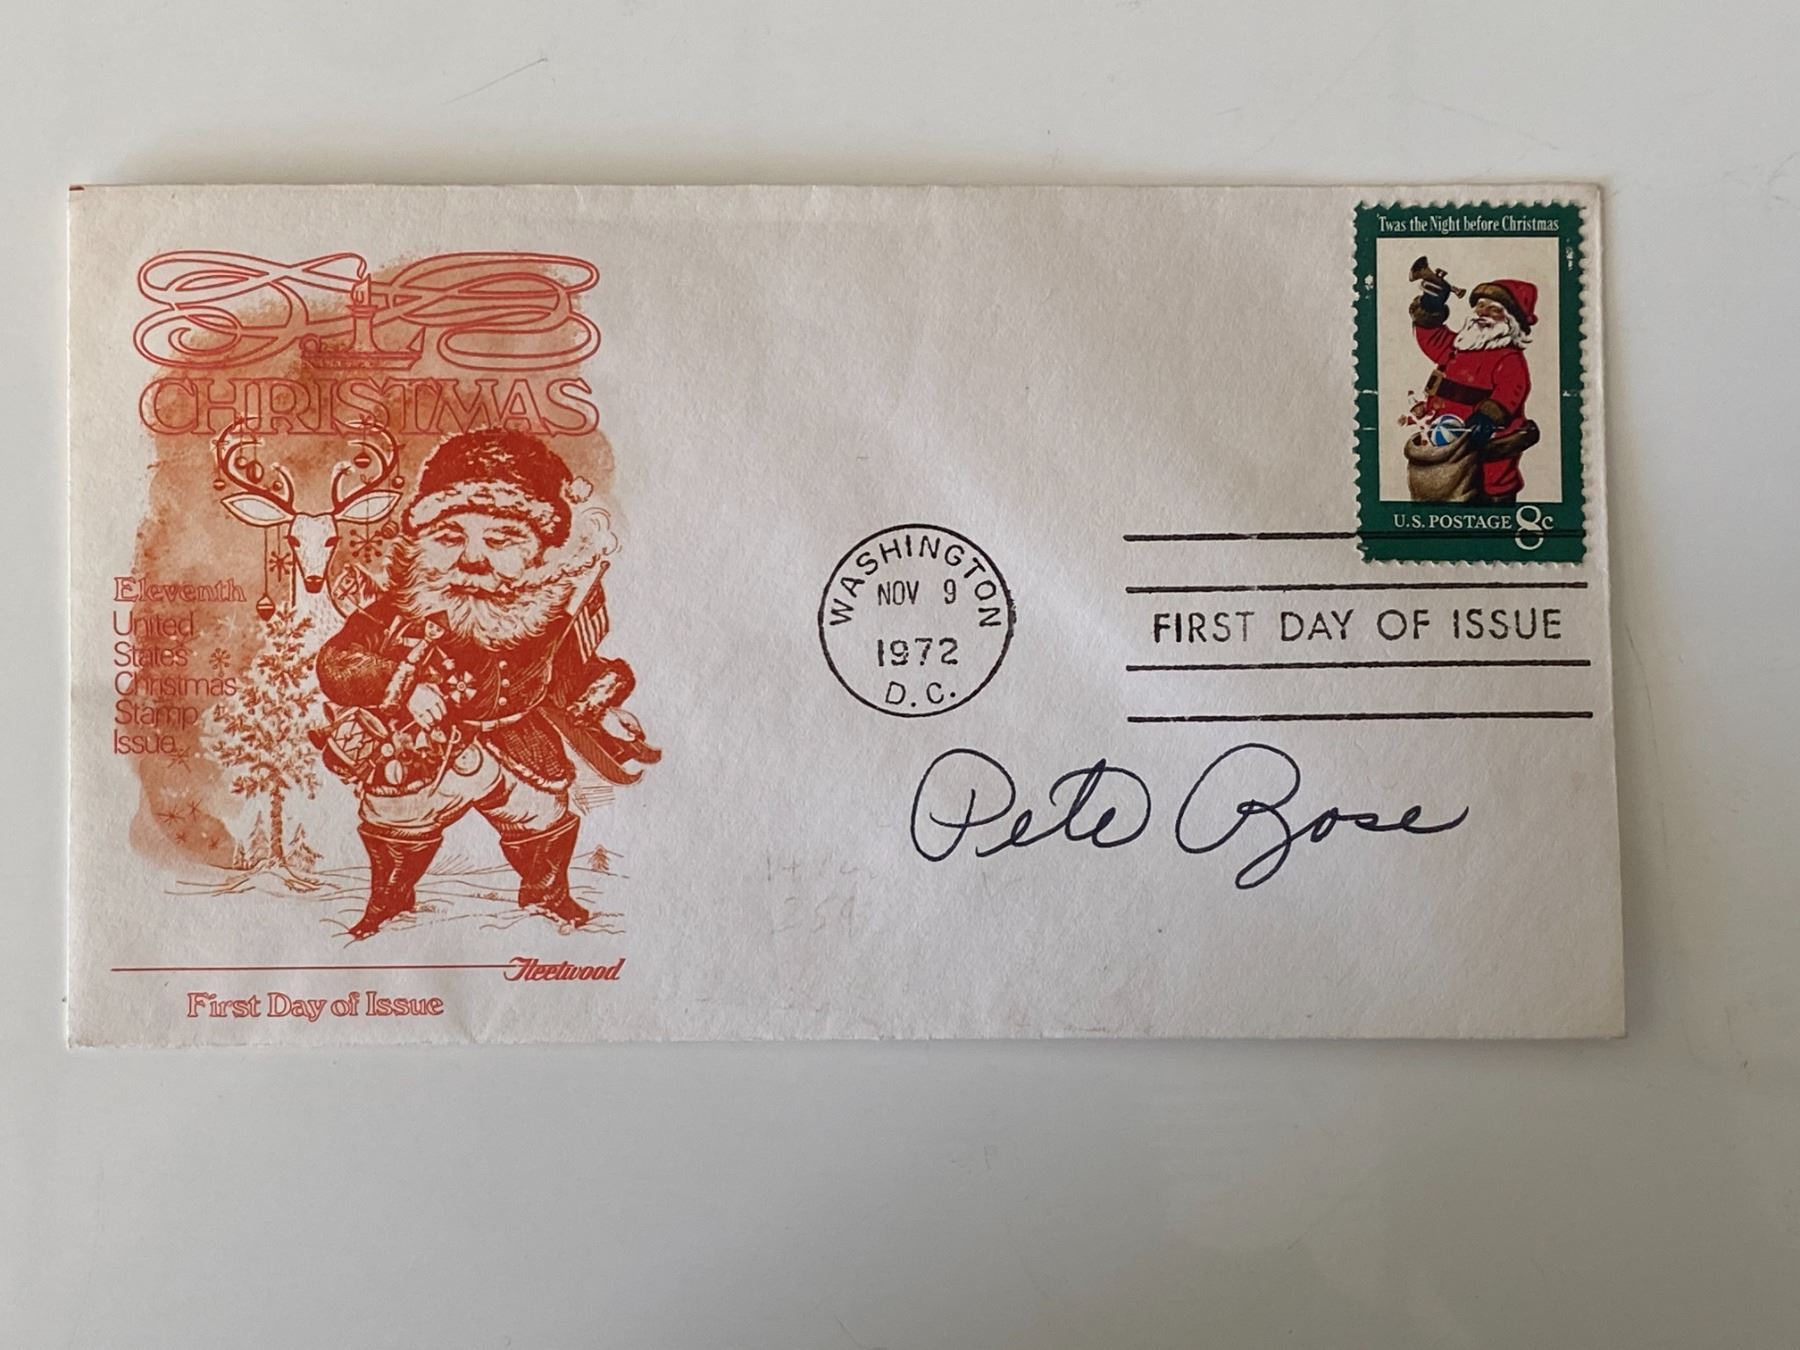 'Twas the Night before Christmas
U.S. POSTAGE 8c
CHRISTMAS
Eleventh
United
States
Christmas
Stamp
Issue
WASHINGTON
NOV 9
1972
D.C.
FIRST DAY OF ISSUE
Pete Rose
Fleetwood
First Day of Issue